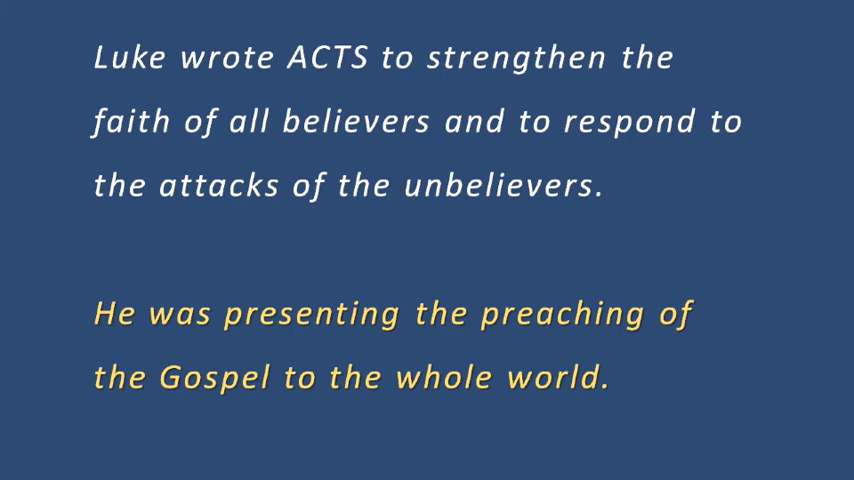 Luke wrote ACTS to strengthen the
faith of all believers and to respond to
the attacks of the unbelievers.
He was presenting the preaching of
the Gospel to the whole world.